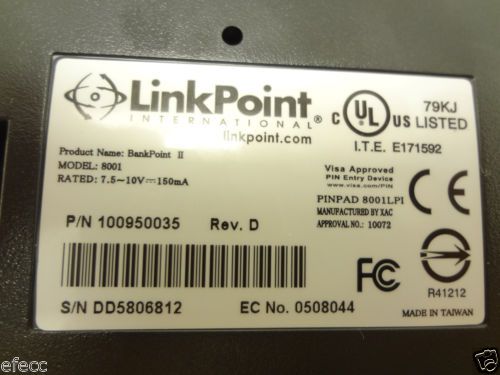 LinkPoint
INTERNATIONAL®
linkpoint.com
C UL US LISTED
79KJ
I.T.E. E171592
Product Name: BankPoint II
MODEL: 8001
RATED: 7.5~10V 150mA
Visa Approved
PIN Entry Device
www.visa.com/PIN
PINPAD 8001LPI
MANUFACTURED BY XAC
APPROVAL NO.: 10072
CE
P/N 100950035 Rev. D
FC
R41212
S/N DD5806812 EC No. 0508044
MADE IN TAIWAN
efecc